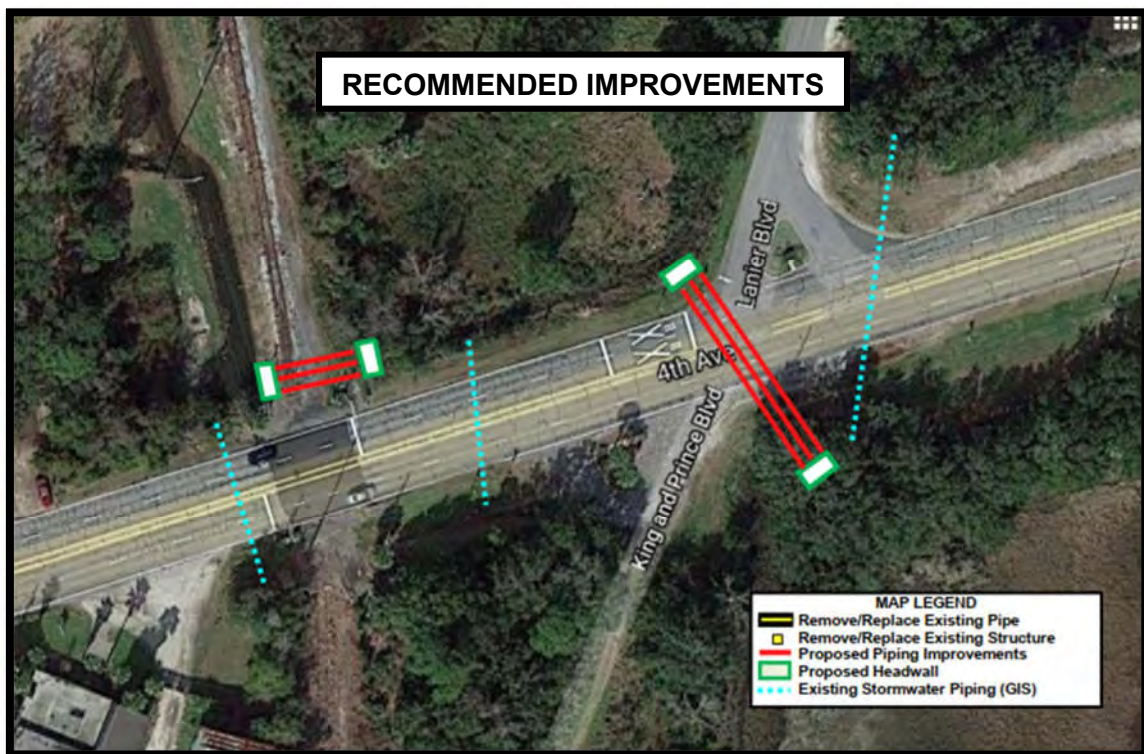 RECOMMENDED IMPROVEMENTS
Lanier Blvd
4th Ave
King and Prince Blvd
MAP LEGEND
Remove/Replace Existing Pipe
Remove/Replace Existing Structure
Proposed Piping Improvements
Proposed Headwall
Existing Stormwater Piping (GIS)